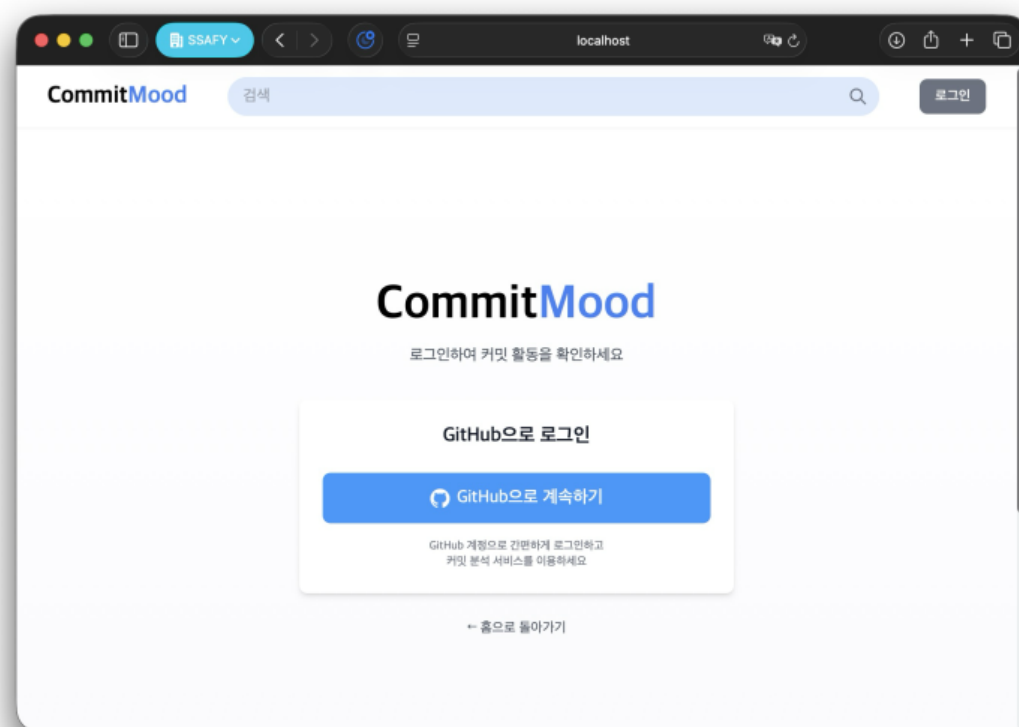 SSAFY
localhost
CommitMood
검색
로그인
CommitMood
로그인하여 커밋 활동을 확인하세요
GitHub으로 로그인
GitHub으로 계속하기
GitHub 계정으로 간편하게 로그인하고
커밋 분석 서비스를 이용하세요
← 홈으로 돌아가기